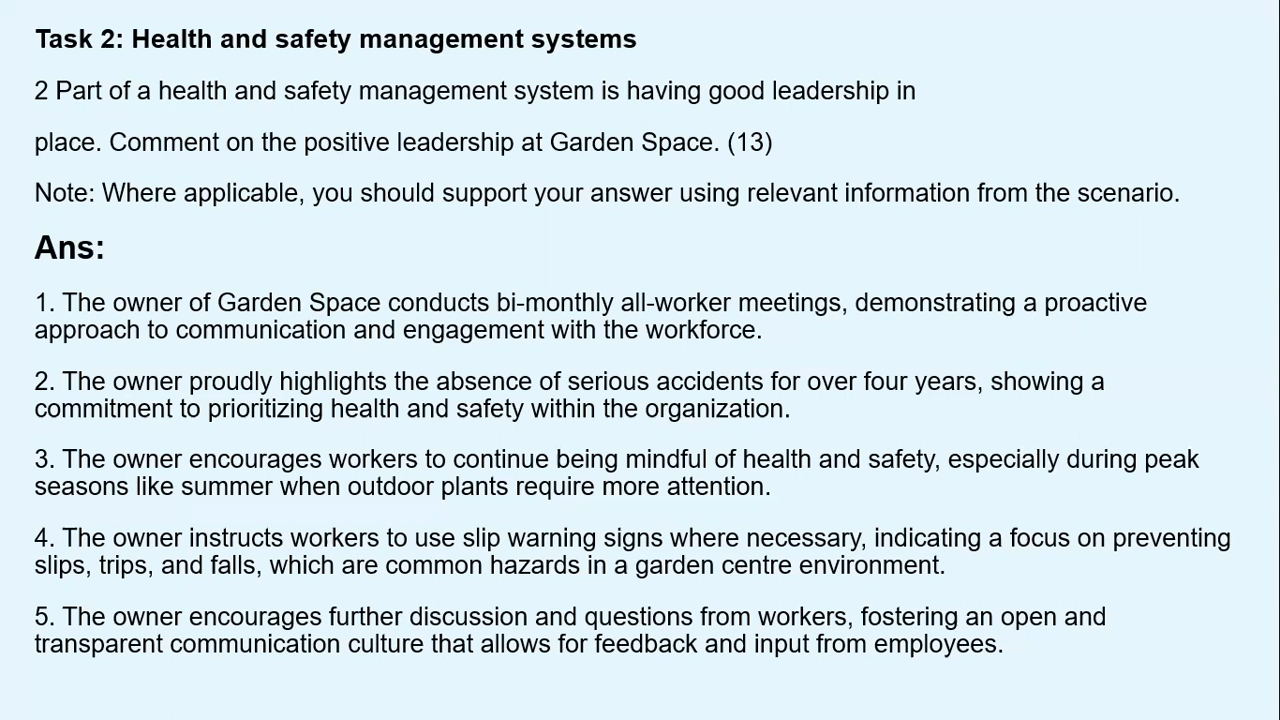 Task 2: Health and safety management systems
2 Part of a health and safety management system is having good leadership in
place. Comment on the positive leadership at Garden Space. (13)
Note: Where applicable, you should support your answer using relevant information from the scenario.
Ans:
1. The owner of Garden Space conducts bi-monthly all-worker meetings, demonstrating a proactive
approach to communication and engagement with the workforce.
2. The owner proudly highlights the absence of serious accidents for over four years, showing a
commitment to prioritizing health and safety within the organization.
3. The owner encourages workers to continue being mindful of health and safety, especially during peak
seasons like summer when outdoor plants require more attention.
4. The owner instructs workers to use slip warning signs where necessary, indicating a focus on preventing
slips, trips, and falls, which are common hazards in a garden centre environment.
5. The owner encourages further discussion and questions from workers, fostering an open and
transparent communication culture that allows for feedback and input from employees.